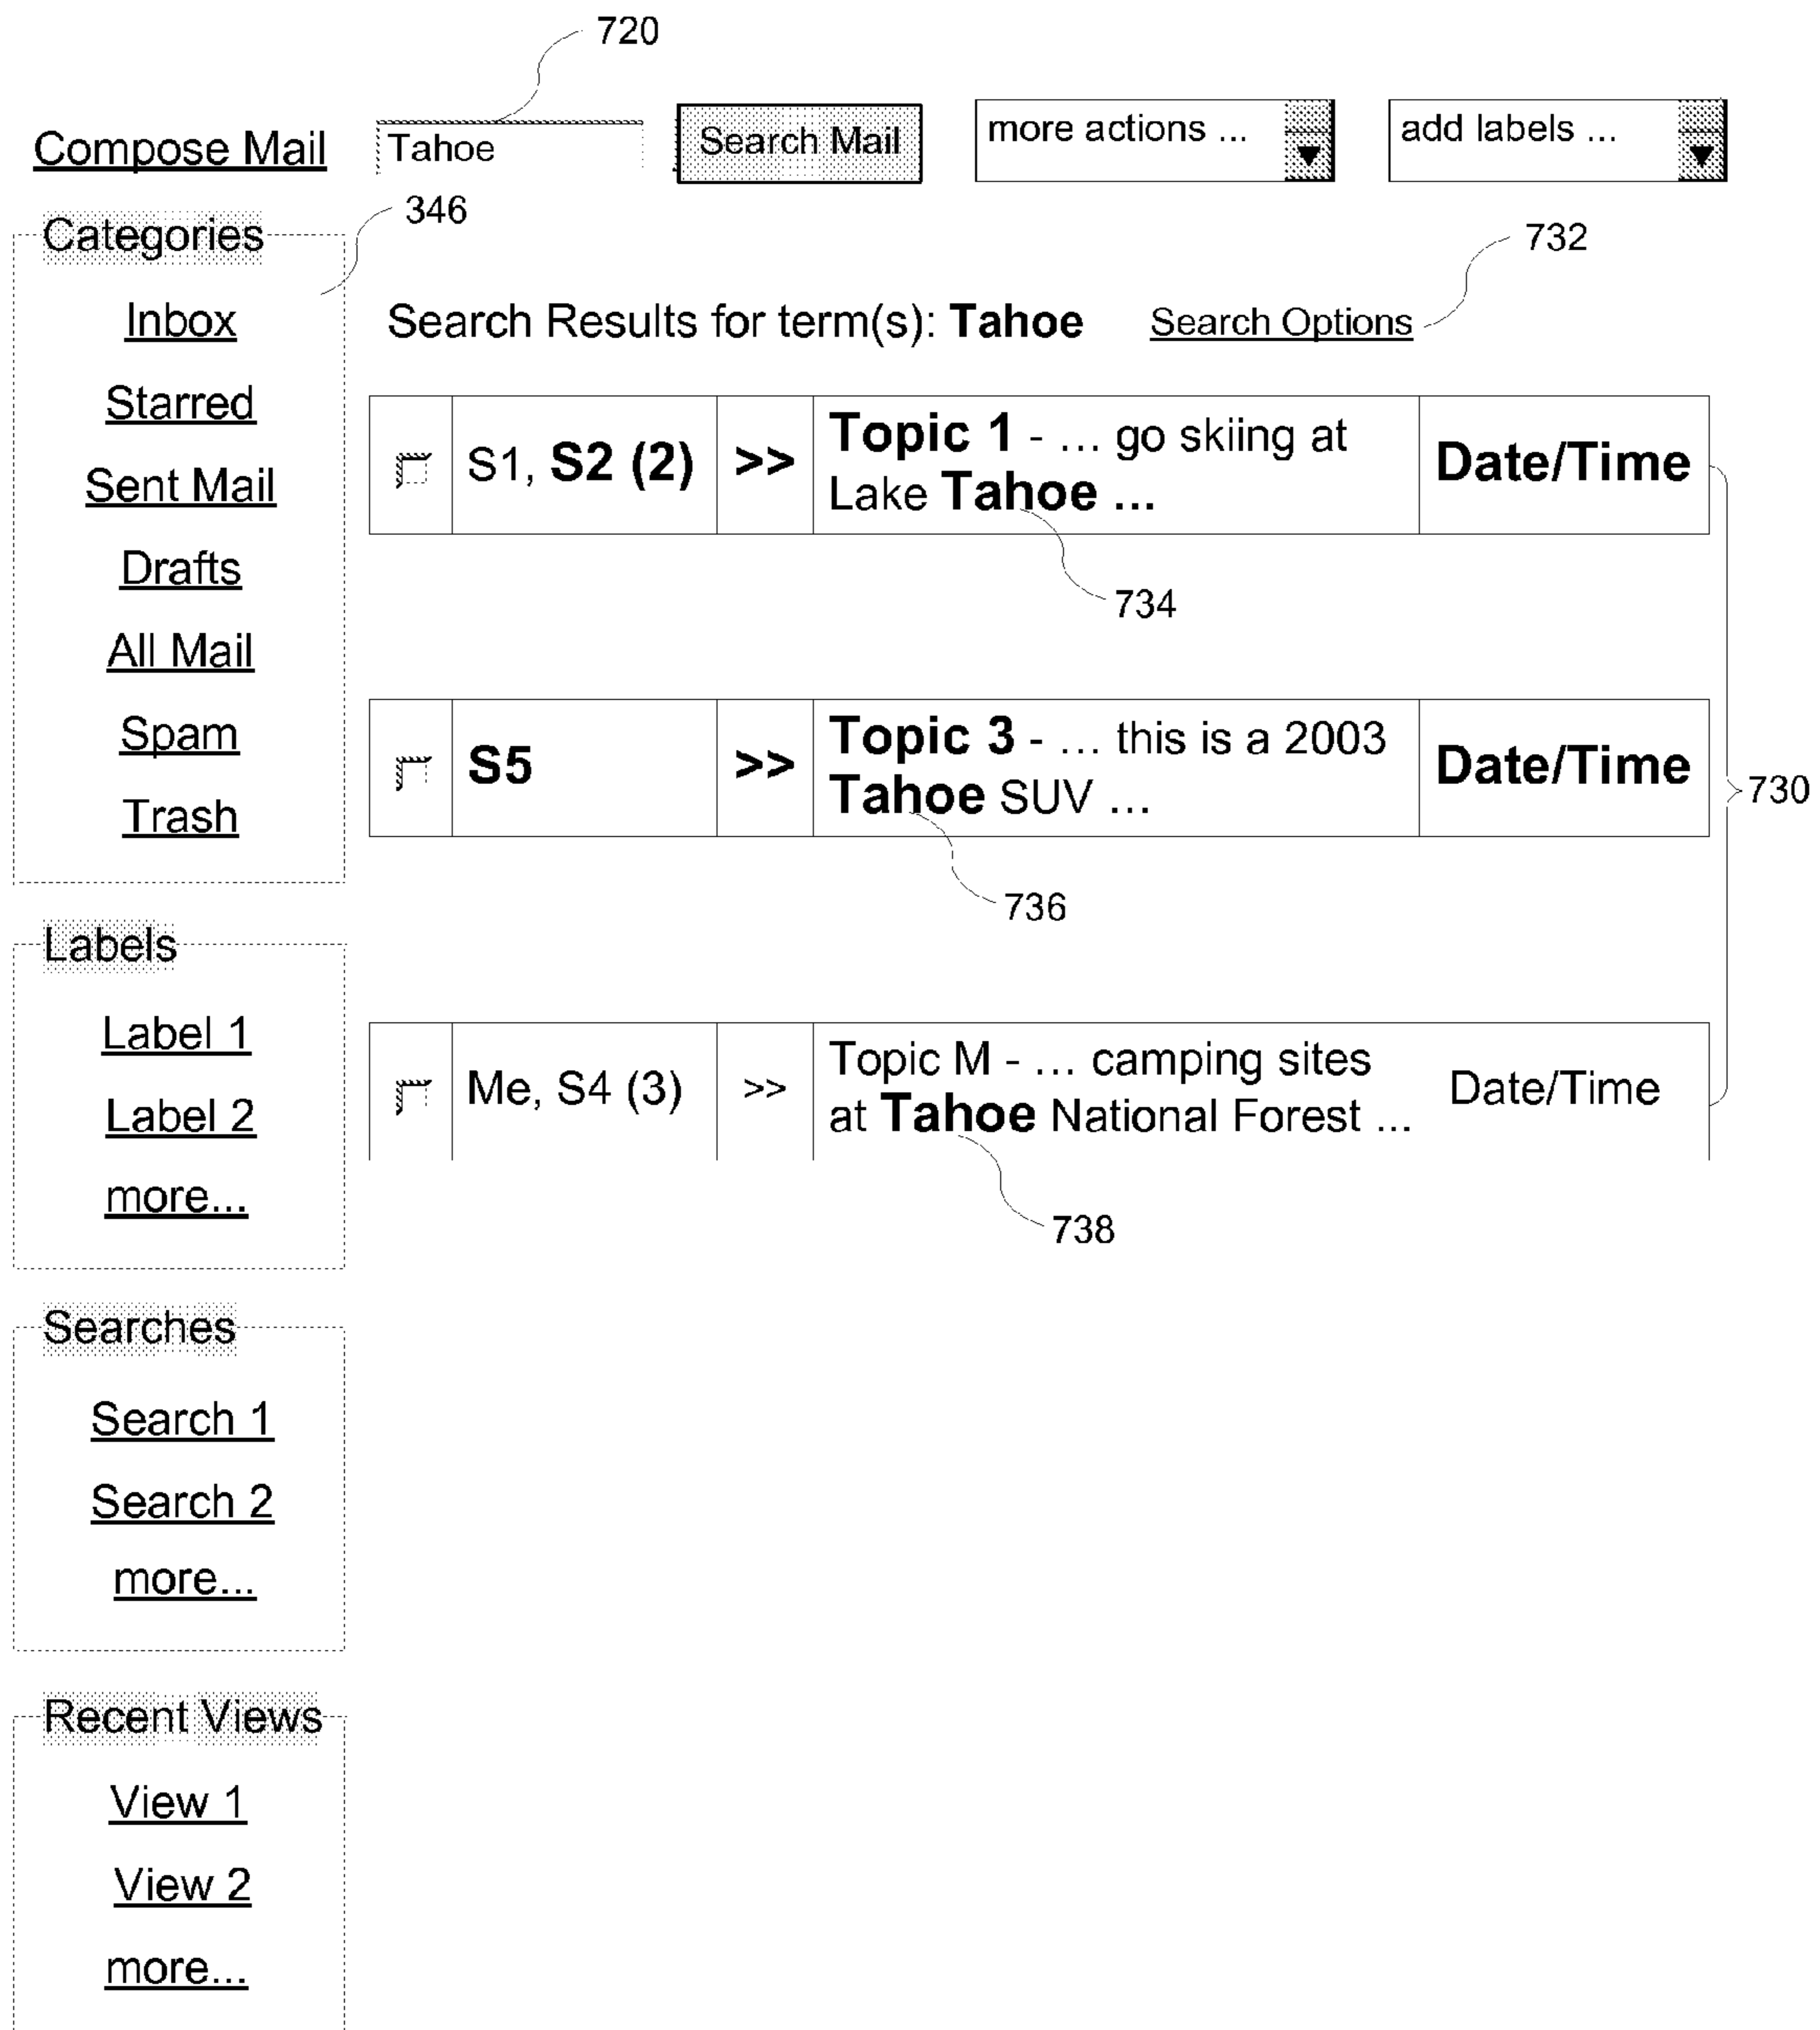 720
Compose Mail Tahoe Search Mail more actions ... add labels ...
346
Categories
732
Inbox
Starred
Sent Mail
Drafts
All Mail
Spam
Trash
Search Results for term(s): Tahoe Search Options
S1, S2 (2) >> Topic 1 - ... go skiing at Date/Time
Lake Tahoe ...
734
S5 >> Topic 3 - ... this is a 2003 Date/Time
Tahoe SUV ...
730
736
Labels
Label 1
Label 2
more...
Me, S4 (3) >> Topic M - ... camping sites Date/Time
at Tahoe National Forest ...
738
Searches
Search 1
Search 2
more...
Recent Views
View 1
View 2
more...